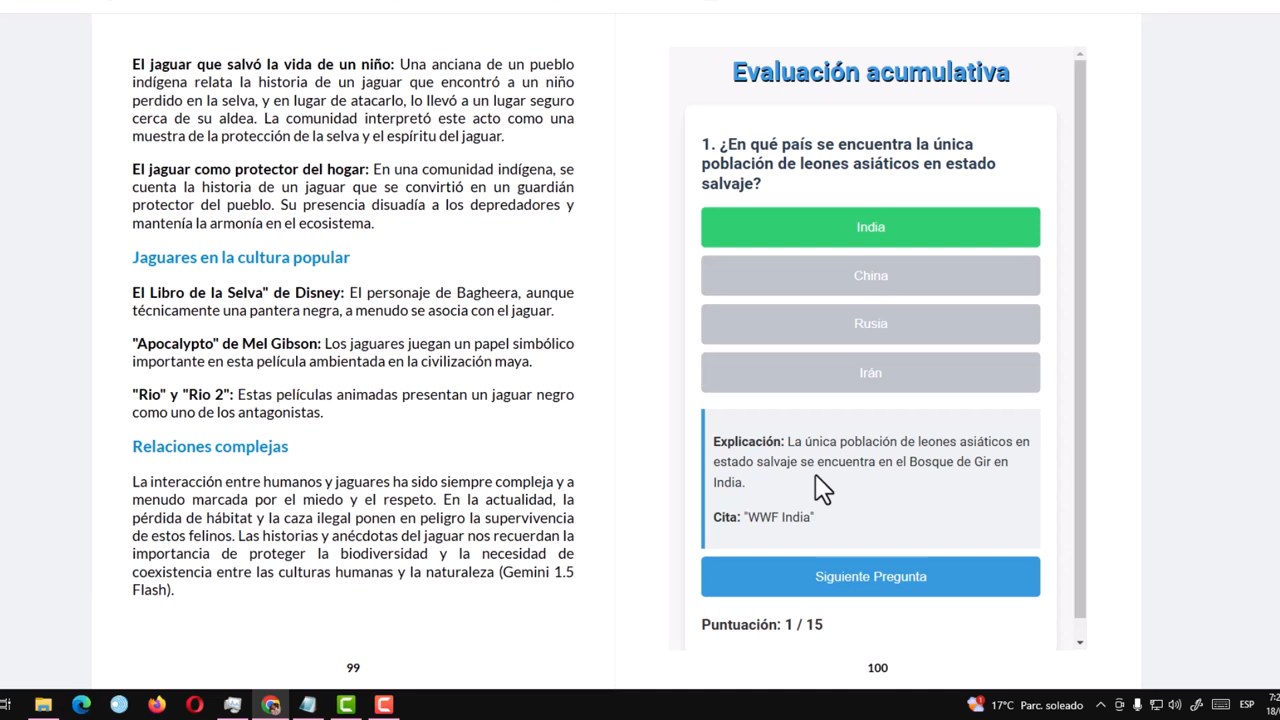 El jaguar que salvó la vida de un niño: Una anciana de un pueblo
indígena relata la historia de un jaguar que encontró a un niño
perdido en la selva, y en lugar de atacarlo, lo llevó a un lugar seguro
cerca de su aldea. La comunidad interpretó este acto como una
muestra de la protección de la selva y el espíritu del jaguar.
El jaguar como protector del hogar: En una comunidad indígena, se
cuenta la historia de un jaguar que se convirtió en un guardián
protector del pueblo. Su presencia disuadía a los depredadores y
mantenía la armonía en el ecosistema.
Jaguares en la cultura popular
El Libro de la Selva" de Disney: El personaje de Bagheera, aunque
técnicamente una pantera negra, a menudo se asocia con el jaguar.
"Apocalypto" de Mel Gibson: Los jaguares juegan un papel simbólico
importante en esta película ambientada en la civilización maya.
"Rio" y "Rio 2": Estas películas animadas presentan un jaguar negro
como uno de los antagonistas.
Relaciones complejas
La interacción entre humanos y jaguares ha sido siempre compleja y a
menudo marcada por el miedo y el respeto. En la actualidad, la
pérdida de hábitat y la caza ilegal ponen en peligro la supervivencia
de estos felinos. Las historias y anécdotas del jaguar nos recuerdan la
importancia de proteger la biodiversidad y la necesidad de
coexistencia entre las culturas humanas y la naturaleza (Gemini 1.5
Flash).
99
Evaluación acumulativa
1. ¿En qué país se encuentra la única
población de leones asiáticos en estado
salvaje?
India
China
Rusia
Irán
Explicación: La única población de leones asiáticos en
estado salvaje se encuentra en el Bosque de Gir en
India.
Cita: "WWF India"
Siguiente Pregunta
Puntuación: 1 / 15
100
17°C Parc. soleado
ESP
7:2
18/